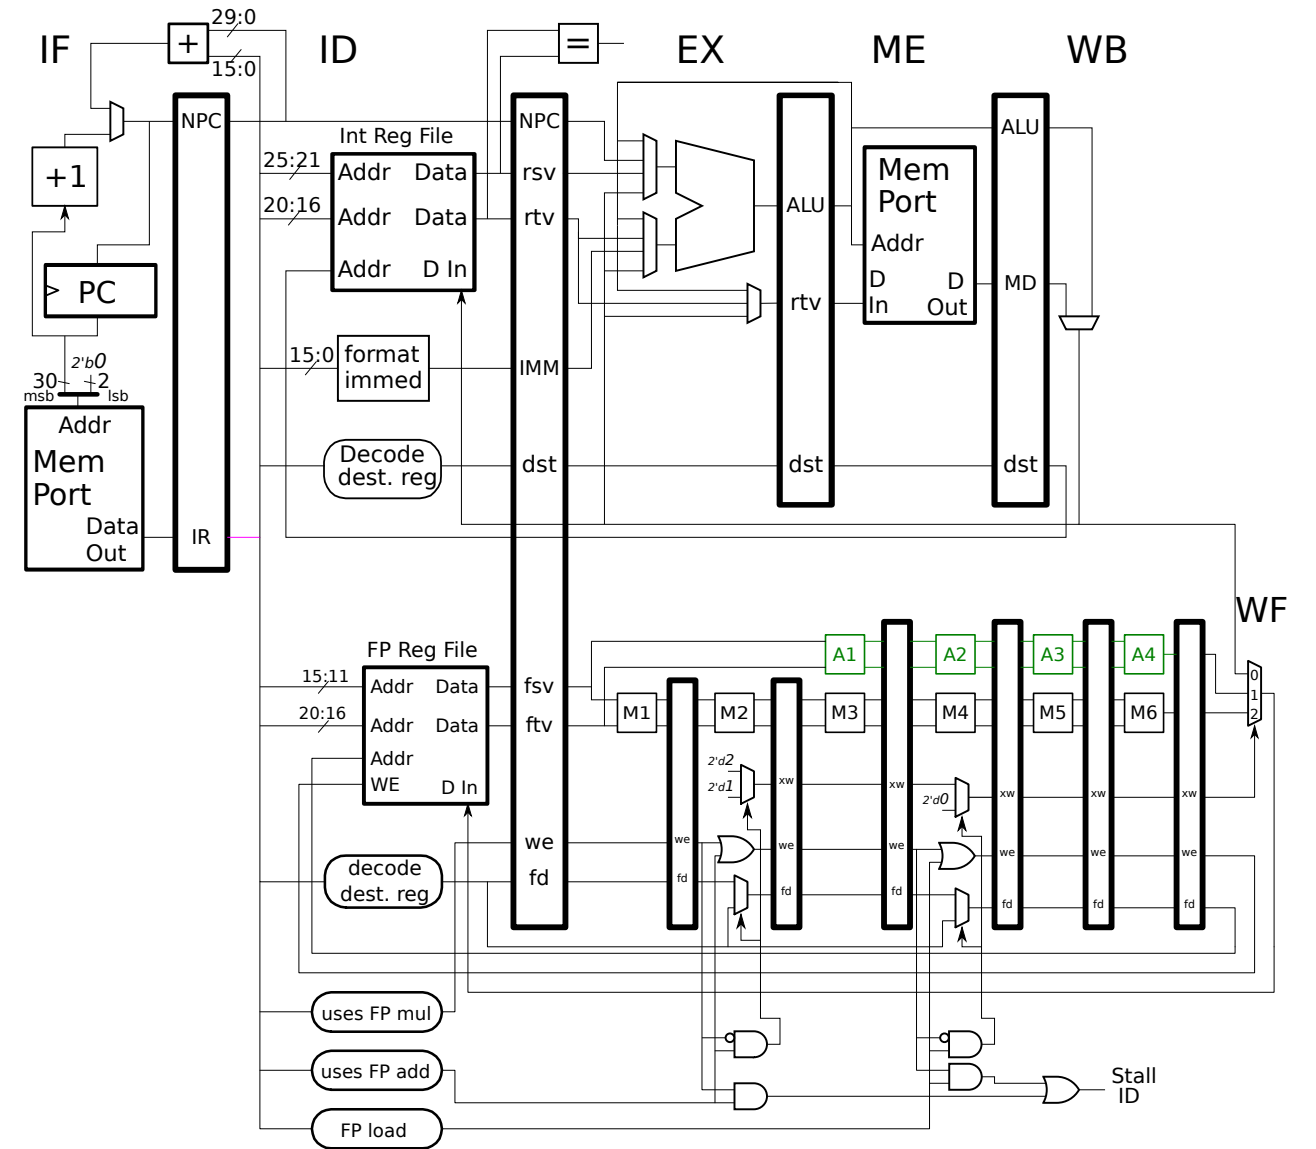 IF
ID
EX
ME
WB
29:0
+
15:0
=
NPC
NPC
ALU
+1
Int Reg File
25:21
Addr
Data
rsv
20:16
Addr
Data
rtv
Addr
D In
ALU
Mem
Port
Addr
D
In
D
Out
MD
rtv
PC
2'b0
30
2
msb
lsb
15:0
format
immed
IMM
Addr
Mem
Port
Data
Out
IR
Decode
dest. reg
dst
dst
dst
WF
FP Reg File
15:11
Addr
Data
fsv
20:16
Addr
Data
ftv
Addr
WE
D In
A1
A2
A3
A4
M1
M2
M3
M4
M5
M6
0
1
2
2'd2
2'd1
xw
xw
2'd0
xw
xw
xw
we
we
we
we
we
we
we
decode
dest. reg
fd
fd
fd
fd
fd
fd
fd
uses FP mul
uses FP add
FP load
Stall
ID